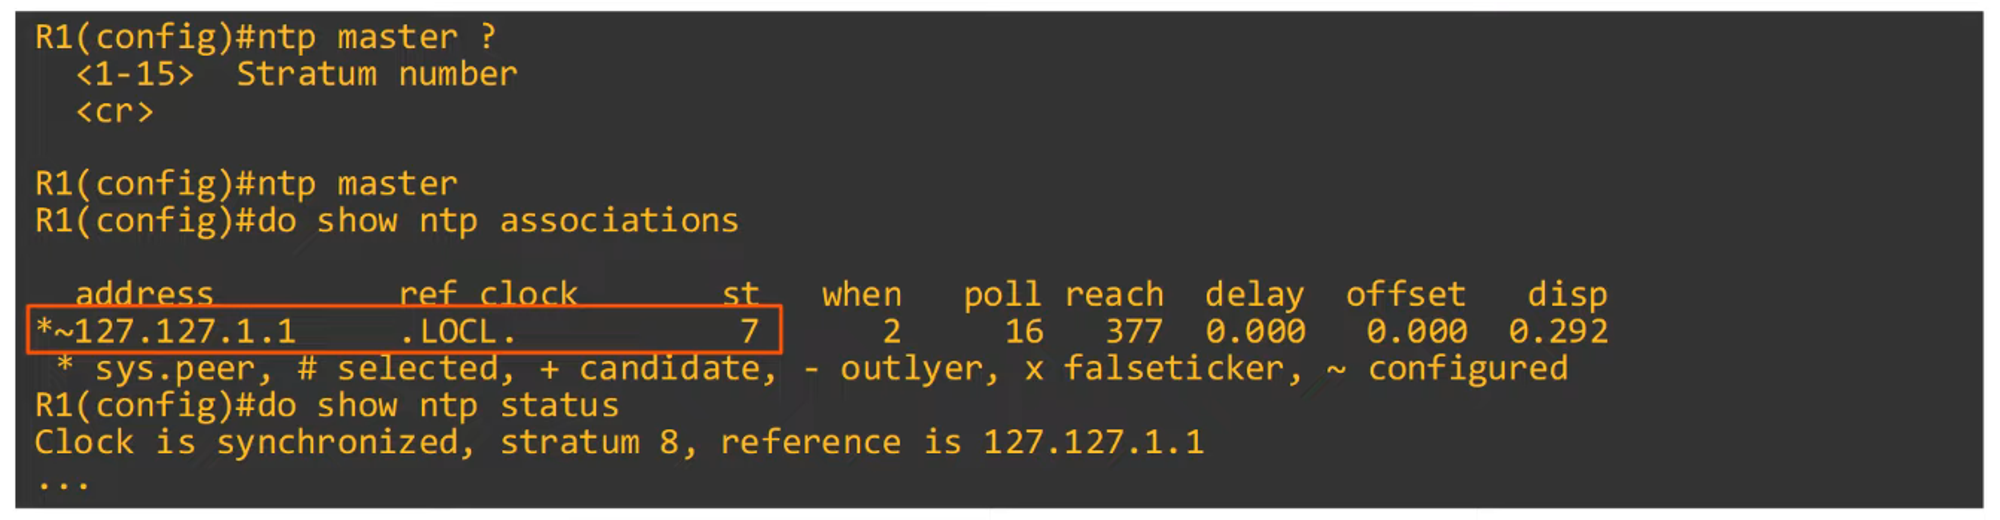 R1(config)#ntp master ?
  <1-15>  Stratum number
  <cr>

R1(config)#ntp master
R1(config)#do show ntp associations

  address         ref clock       st   when   poll reach  delay  offset   disp
*~127.127.1.1     .LOCL.           7      2     16   377  0.000   0.000  0.292
 * sys.peer, # selected, + candidate, - outlyer, x falseticker, ~ configured
R1(config)#do show ntp status
Clock is synchronized, stratum 8, reference is 127.127.1.1
...